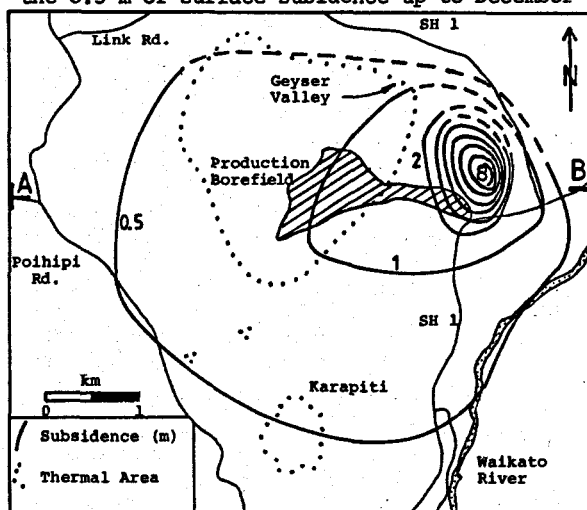 the 8.5 m of surface subsidence up to December
SH 1
Link Rd.
N
Geyser
Valley
Production
Borefield
2
8
A
B
0.5
1
Poihipi
Rd.
SH 1
km
0 1
Karapiti
Subsidence (m)
Thermal Area
Waikato
River